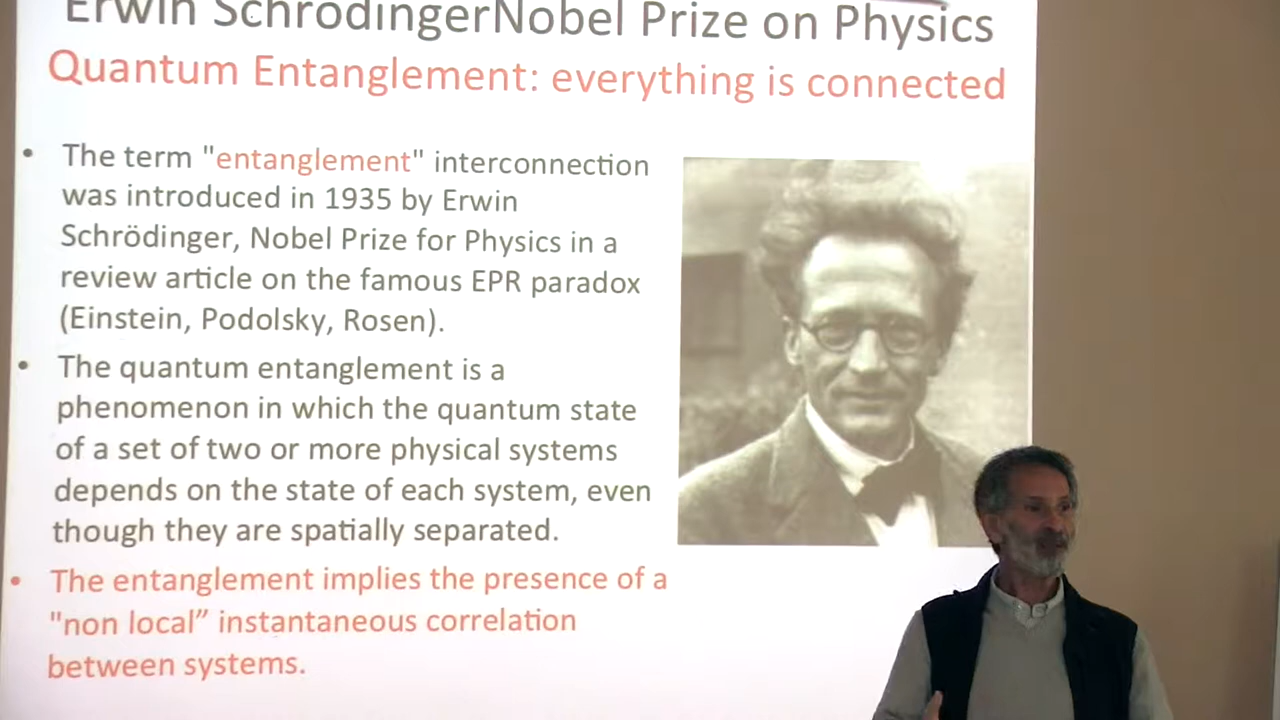 Erwin SchrödingerNobel Prize on Physics
Quantum Entanglement: everything is connected
• The term "entanglement" interconnection
was introduced in 1935 by Erwin
Schrödinger, Nobel Prize for Physics in a
review article on the famous EPR paradox
(Einstein, Podolsky, Rosen).
• The quantum entanglement is a
phenomenon in which the quantum state
of a set of two or more physical systems
depends on the state of each system, even
though they are spatially separated.
• The entanglement implies the presence of a
"non local” instantaneous correlation
between systems.